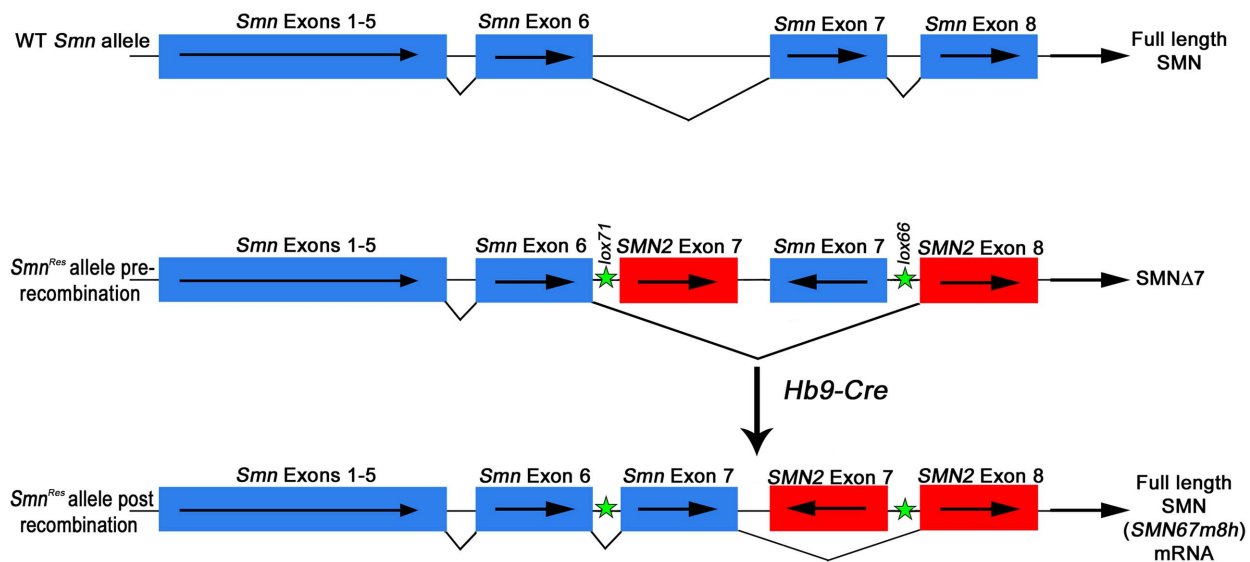 WT Smn allele
Smn Exons 1-5
Smn Exon 6
Smn Exon 7
Smn Exon 8
Full length
SMN
SmnRes allele pre-
recombination
Smn Exons 1-5
Smn Exon 6
lox71
SMN2 Exon 7
Smn Exon 7
lox66
SMN2 Exon 8
SMNΔ7
Hb9-Cre
SmnRes allele post
recombination
Smn Exons 1-5
Smn Exon 6
Smn Exon 7
SMN2 Exon 7
SMN2 Exon 8
Full length
SMN
(SMN67m8h)
mRNA